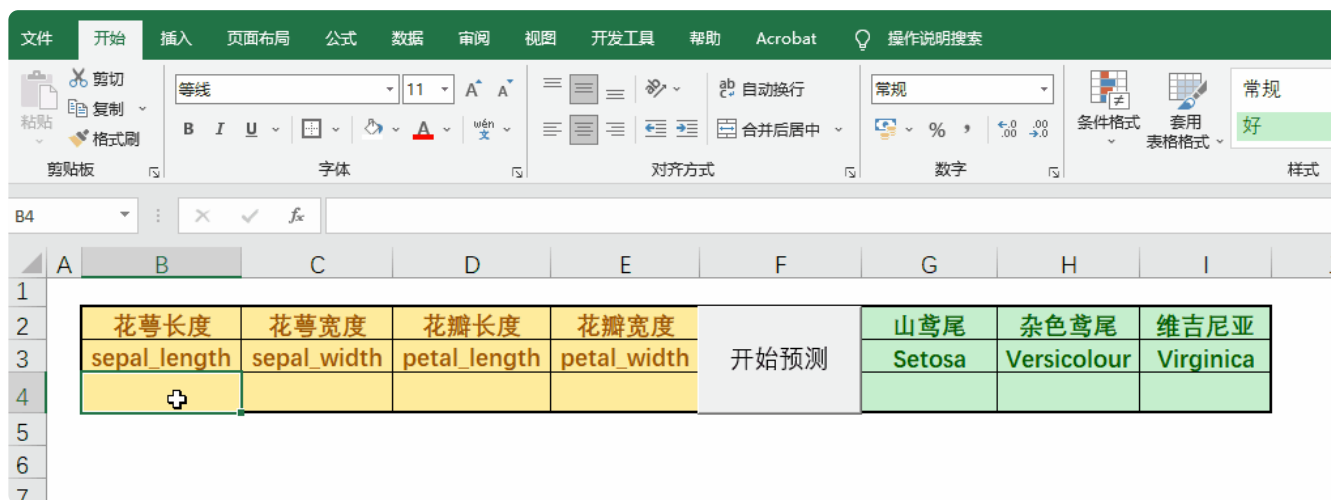 文件 开始 插入 页面布局 公式 数据 审阅 视图 开发工具 帮助 Acrobat 操作说明搜索
粘贴
剪切
复制
格式刷
剪贴板
等线 11 A A
B I U A wén 文
字体
ab 自动换行
合并后居中
对齐方式
常规
% , .0 .00 .00 .0
数字
条件格式
套用
表格格式
常规
好
样式
B4 fx
A B C D E F G H I
1
2 花萼长度 花萼宽度 花瓣长度 花瓣宽度 山鸢尾 杂色鸢尾 维吉尼亚
3 sepal_length sepal_width petal_length petal_width 开始预测 Setosa Versicolour Virginica
4
5
6
7